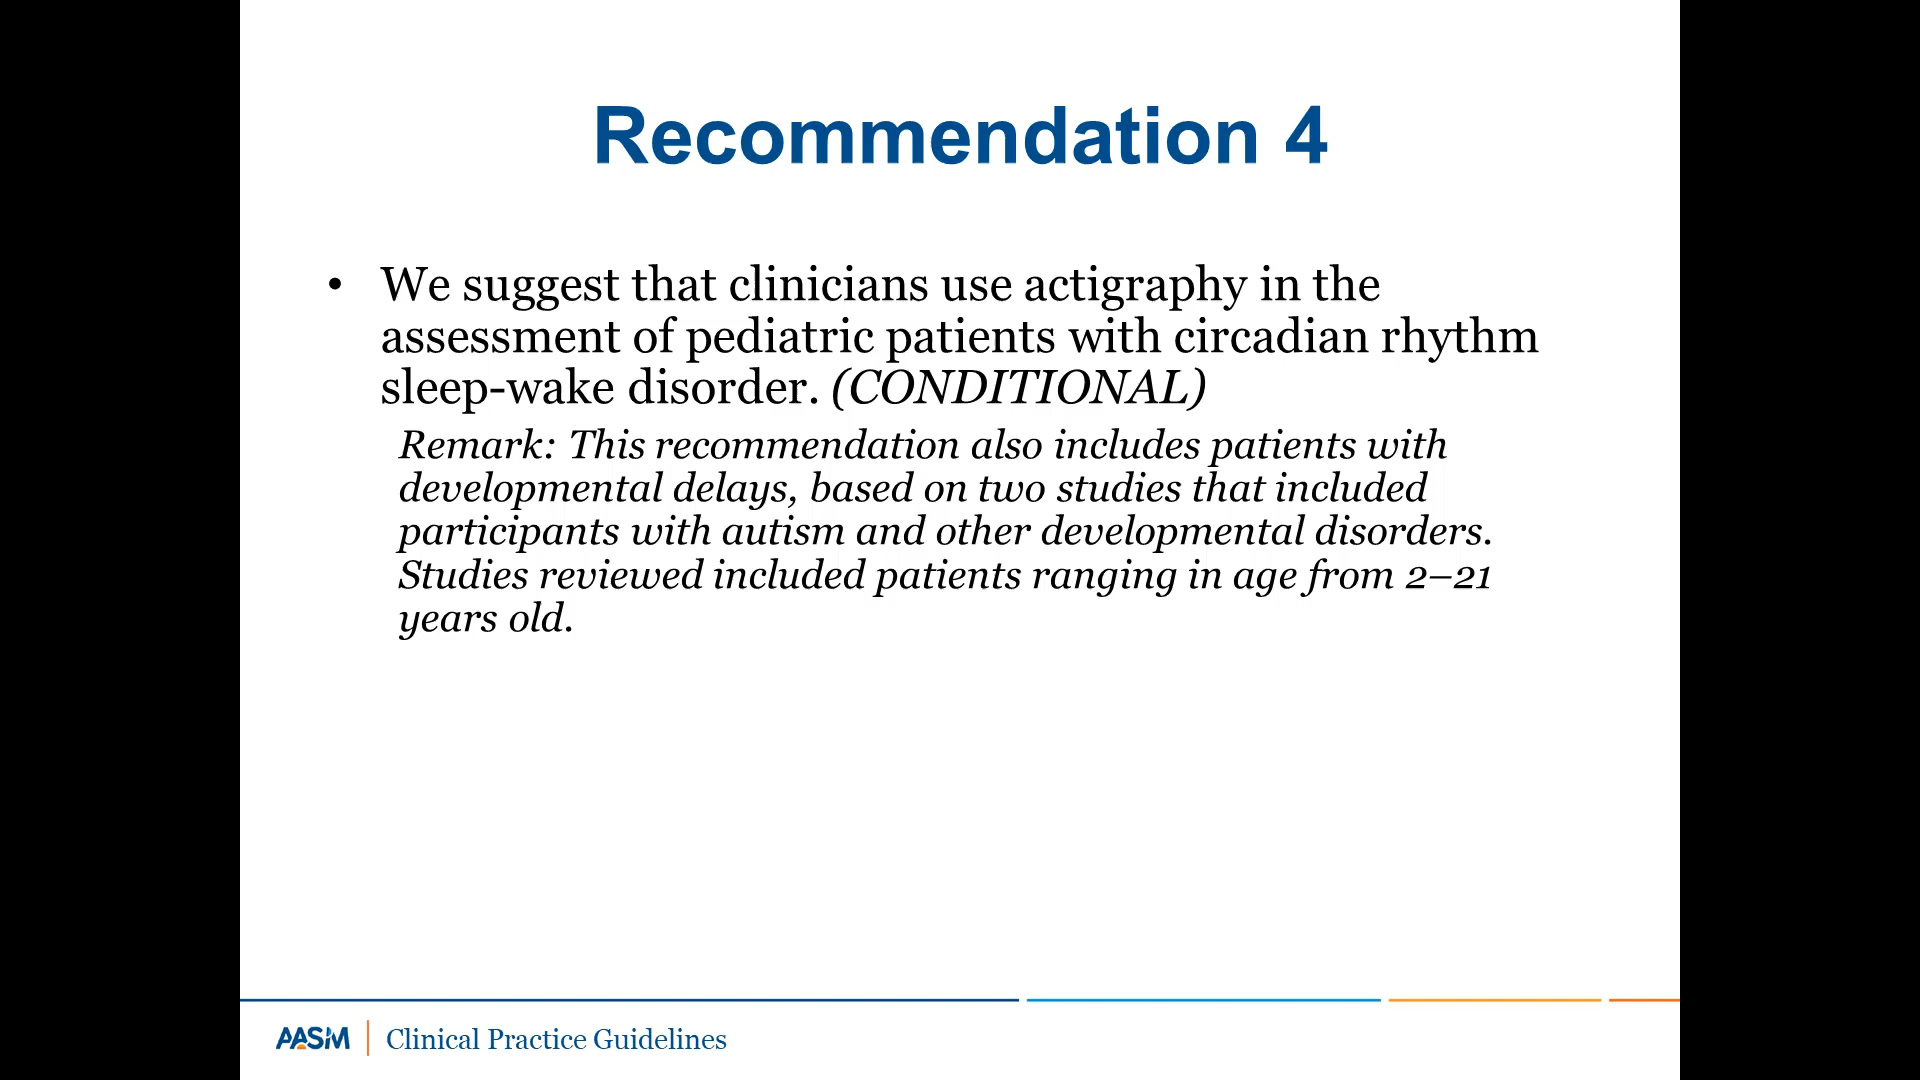 Recommendation 4
• We suggest that clinicians use actigraphy in the
assessment of pediatric patients with circadian rhythm
sleep-wake disorder. (CONDITIONAL)
Remark: This recommendation also includes patients with
developmental delays, based on two studies that included
participants with autism and other developmental disorders.
Studies reviewed included patients ranging in age from 2–21
years old.
AASM | Clinical Practice Guidelines